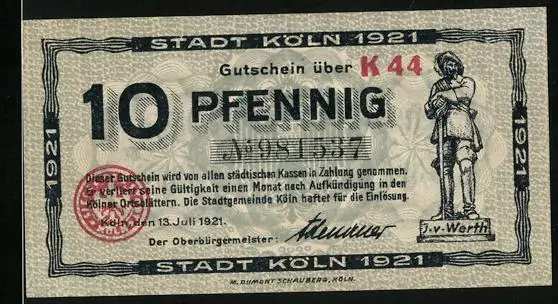 STADT KÖLN 1921
Gutschein über K 44
10 PFENNIG
№ 981537
1921
1921
Dieser Gutschein wird von allen städtischen Kassen in Zahlung genommen.
Er verliert seine Gültigkeit einen Monat nach Aufkündigung in den
Kölner Ortsblättern. Die Stadtgemeinde Köln haftet für die Einlösung.
Köln, den 13. Juli 1921.
Der Oberbürgermeister:
J. v. Werth
STADT KÖLN 1921
M. DUMONT SCHAUBERG, KÖLN.